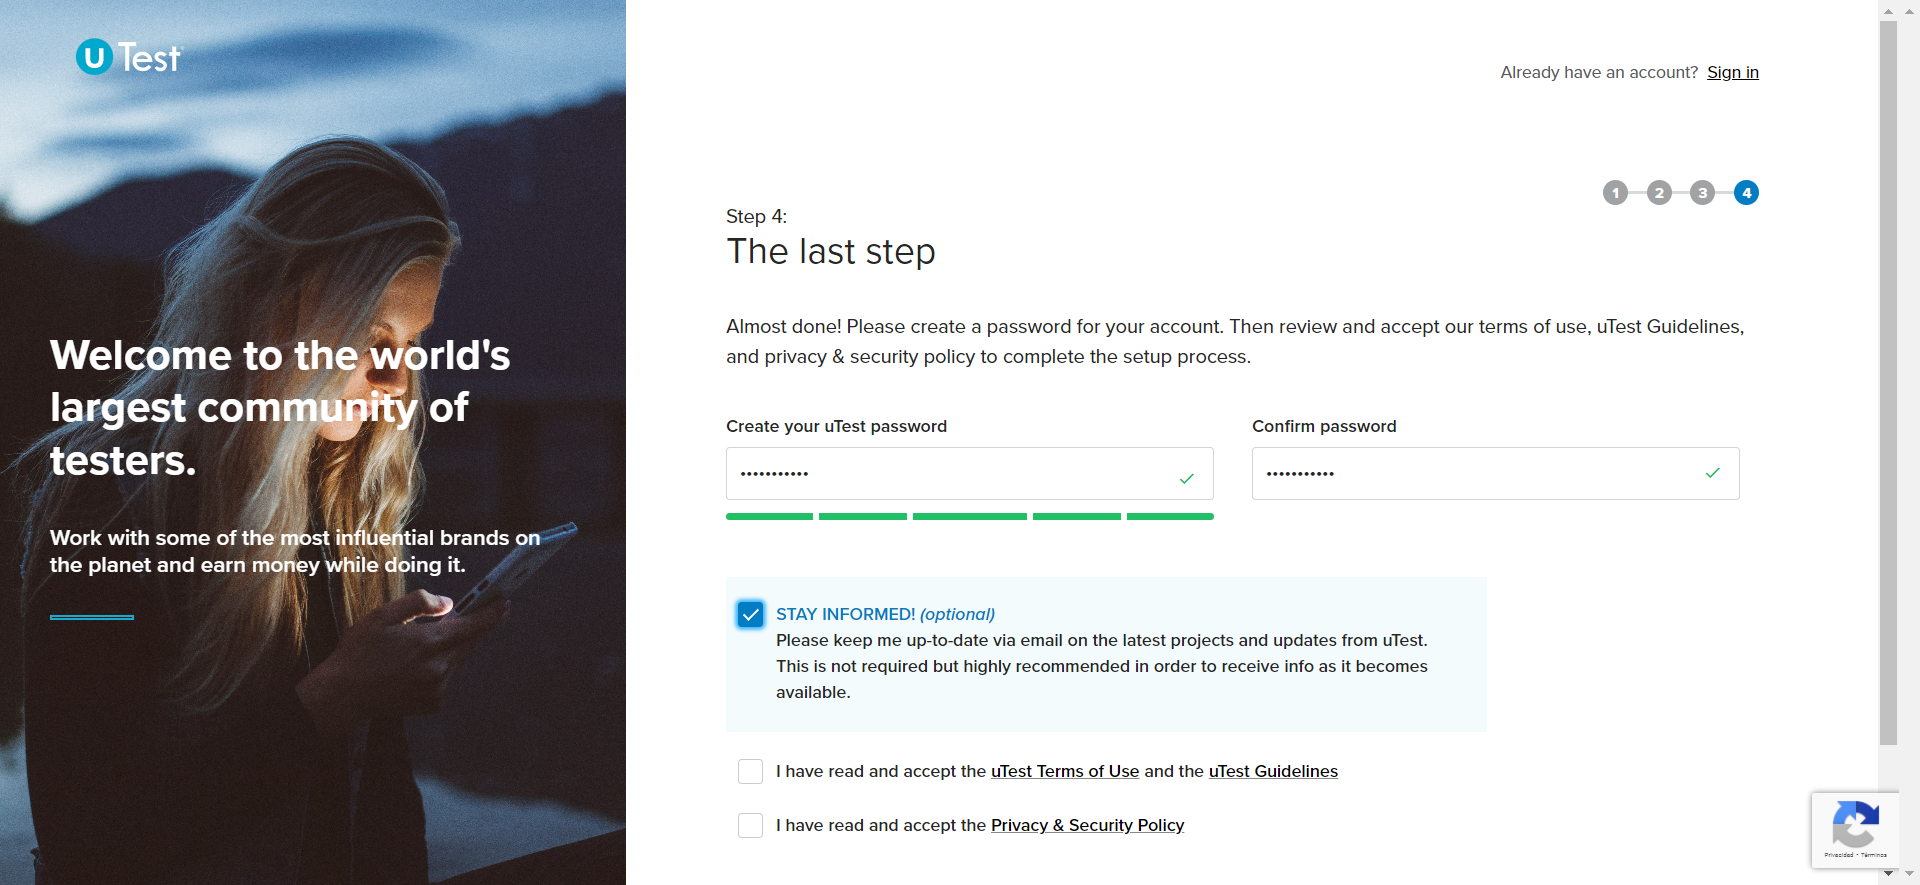 U Test
Welcome to the world's
largest community of
testers.
Work with some of the most influential brands on
the planet and earn money while doing it.
Already have an account? Sign in
1 2 3 4
Step 4:
The last step
Almost done! Please create a password for your account. Then review and accept our terms of use, uTest Guidelines,
and privacy & security policy to complete the setup process.
Create your uTest password
Confirm password
•••••••••••
•••••••••••
STAY INFORMED! (optional)
Please keep me up-to-date via email on the latest projects and updates from uTest.
This is not required but highly recommended in order to receive info as it becomes
available.
I have read and accept the uTest Terms of Use and the uTest Guidelines
I have read and accept the Privacy & Security Policy
Privacidad - Términos